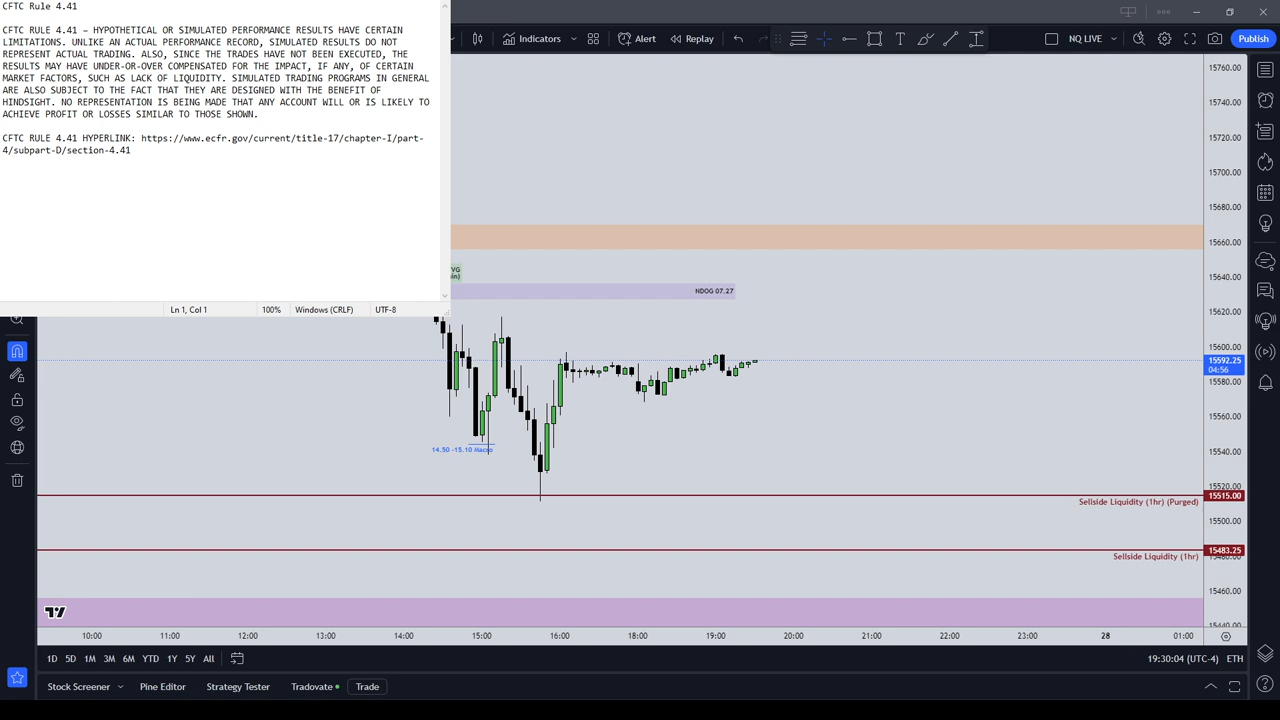 CFTC Rule 4.41
CFTC RULE 4.41 – HYPOTHETICAL OR SIMULATED PERFORMANCE RESULTS HAVE CERTAIN
LIMITATIONS. UNLIKE AN ACTUAL PERFORMANCE RECORD, SIMULATED RESULTS DO NOT
REPRESENT ACTUAL TRADING. ALSO, SINCE THE TRADES HAVE NOT BEEN EXECUTED, THE
RESULTS MAY HAVE UNDER-OR-OVER COMPENSATED FOR THE IMPACT, IF ANY, OF CERTAIN
MARKET FACTORS, SUCH AS LACK OF LIQUIDITY. SIMULATED TRADING PROGRAMS IN GENERAL
ARE ALSO SUBJECT TO THE FACT THAT THEY ARE DESIGNED WITH THE BENEFIT OF
HINDSIGHT. NO REPRESENTATION IS BEING MADE THAT ANY ACCOUNT WILL OR IS LIKELY TO
ACHIEVE PROFIT OR LOSSES SIMILAR TO THOSE SHOWN.
CFTC RULE 4.41 HYPERLINK: https://www.ecfr.gov/current/title-17/chapter-I/part-
4/subpart-D/section-4.41
Ln 1, Col 1 100% Windows (CRLF) UTF-8
Indicators Alert Replay NQ LIVE Publish
15760.00
15740.00
15720.00
15700.00
15680.00
15660.00
15640.00
NDOG 07.27
15620.00
15600.00
15592.25
04:56
15580.00
15560.00
14.50 -15.10 Macro
15540.00
15520.00
15515.00
Sellside Liquidity (1hr) (Purged)
15500.00
15483.25
Sellside Liquidity (1hr)
15460.00
15440.00
10:00 11:00 12:00 13:00 14:00 15:00 16:00 17:00 18:00 19:00 20:00 21:00 22:00 23:00 28 01:00
1D 5D 1M 3M 6M YTD 1Y 5Y All 19:30:04 (UTC-4) ETH
Stock Screener Pine Editor Strategy Tester Tradovate Trade